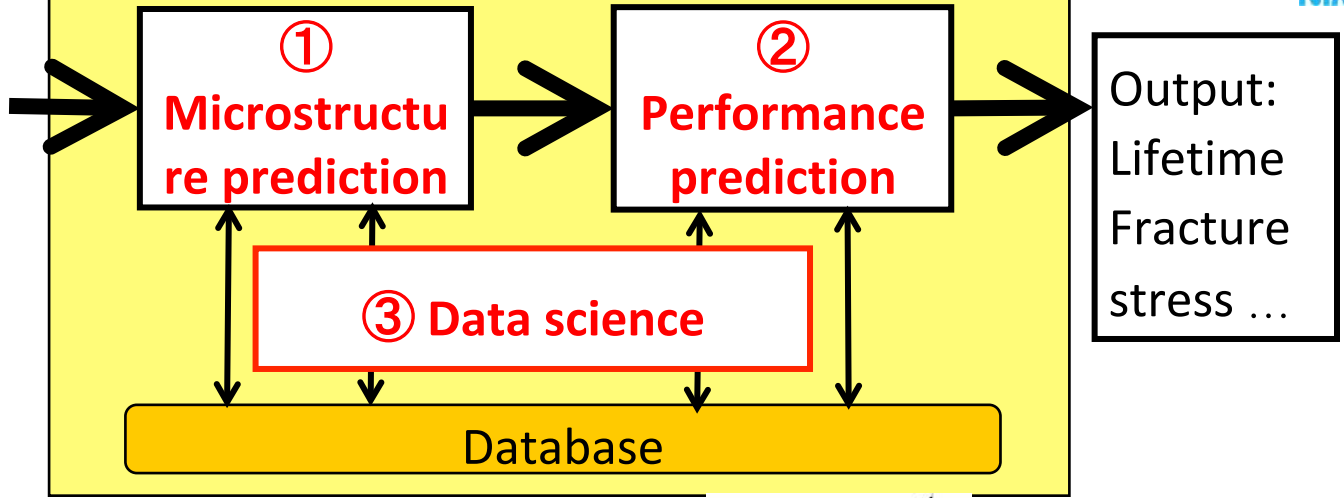 ①
Microstructu
re prediction
②
Performance
prediction
Output:
Lifetime
Fracture
stress …
③ Data science
Database